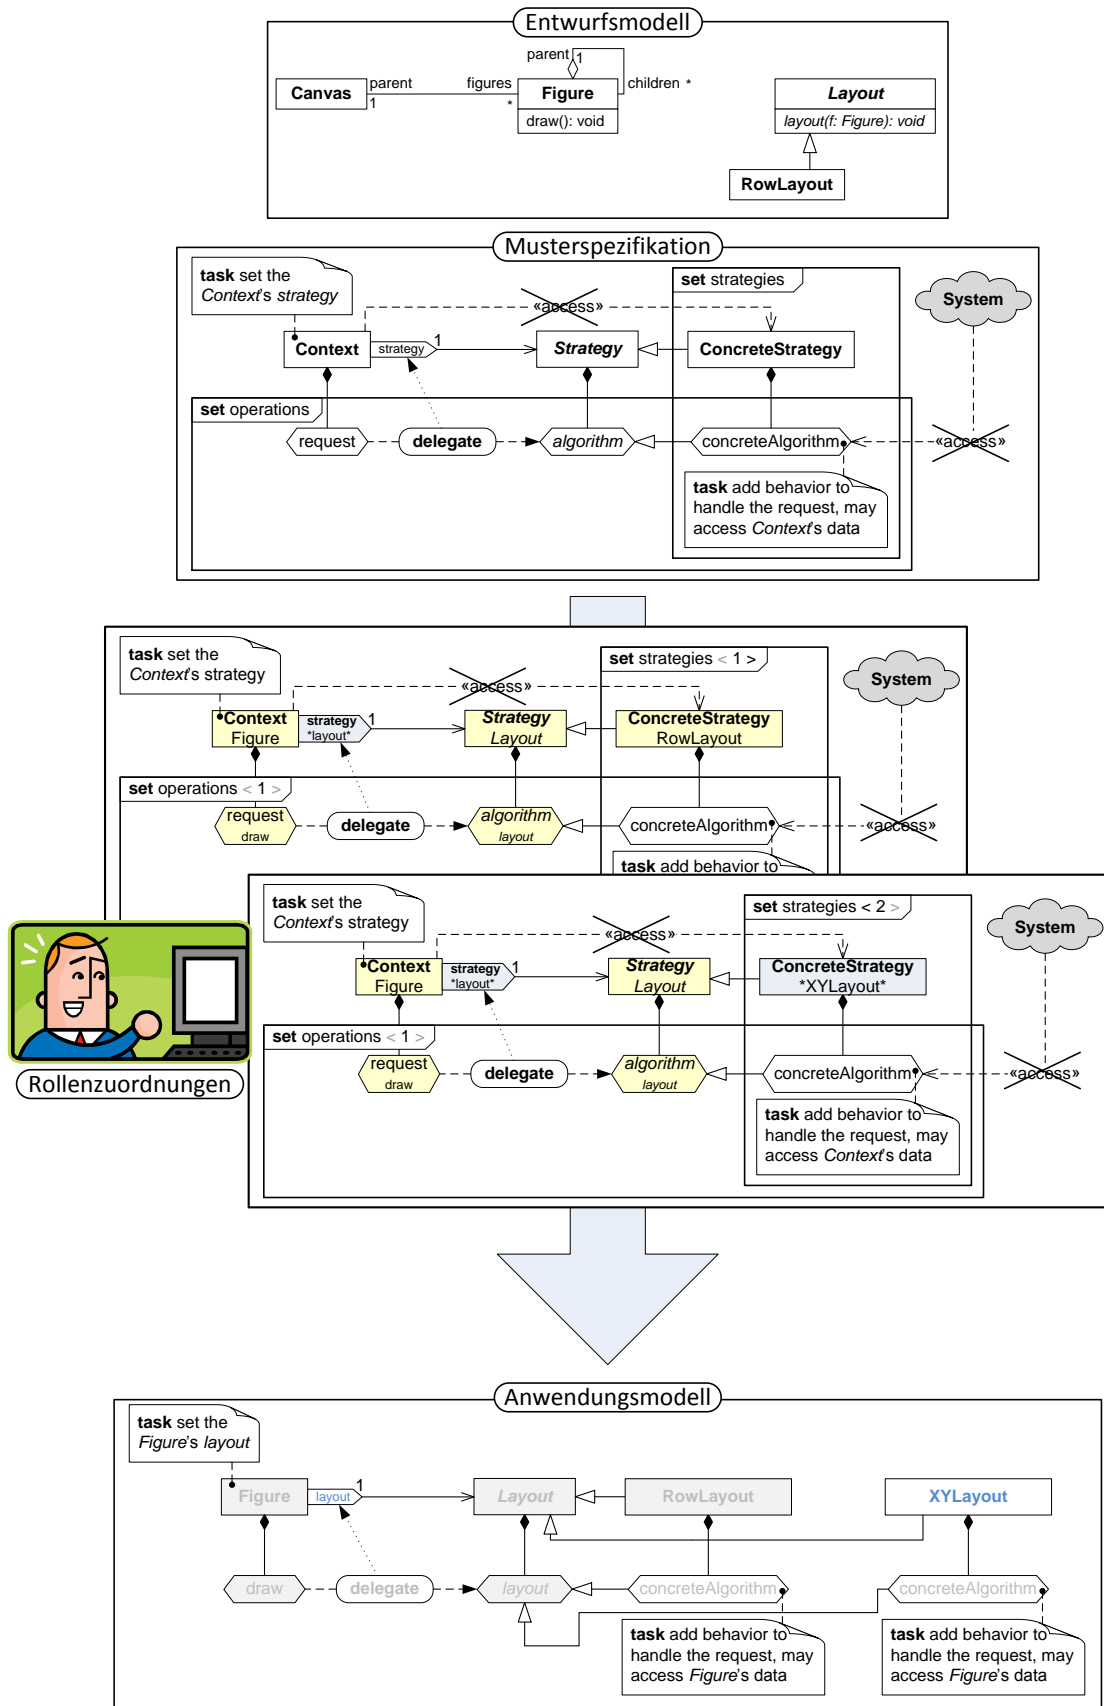 Entwurfsmodell
parent
1
Canvas
parent
1
figures
*
Figure
draw(): void
children *
Layout
layout(f: Figure): void
RowLayout
Musterspezifikation
task set the
Context's strategy
set strategies
System
«access»
Context
strategy
1
Strategy
ConcreteStrategy
set operations
request
delegate
algorithm
concreteAlgorithm
«access»
task add behavior to
handle the request, may
access Context's data
task set the
Context's strategy
set strategies < 1 >
System
«access»
Context
Figure
strategy
*layout*
1
Strategy
Layout
ConcreteStrategy
RowLayout
set operations < 1 >
request
draw
delegate
algorithm
layout
concreteAlgorithm
«access»
task add behavior to
task set the
Context's strategy
set strategies < 2 >
System
«access»
Context
Figure
strategy
*layout*
1
Strategy
Layout
ConcreteStrategy
*XYLayout*
set operations < 1 >
request
draw
delegate
algorithm
layout
concreteAlgorithm
«access»
task add behavior to
handle the request, may
access Context's data
Rollenzuordnungen
Anwendungsmodell
task set the
Figure's layout
Figure
layout
1
Layout
RowLayout
XYLayout
draw
delegate
layout
concreteAlgorithm
concreteAlgorithm
task add behavior to
handle the request, may
access Figure's data
task add behavior to
handle the request, may
access Figure's data